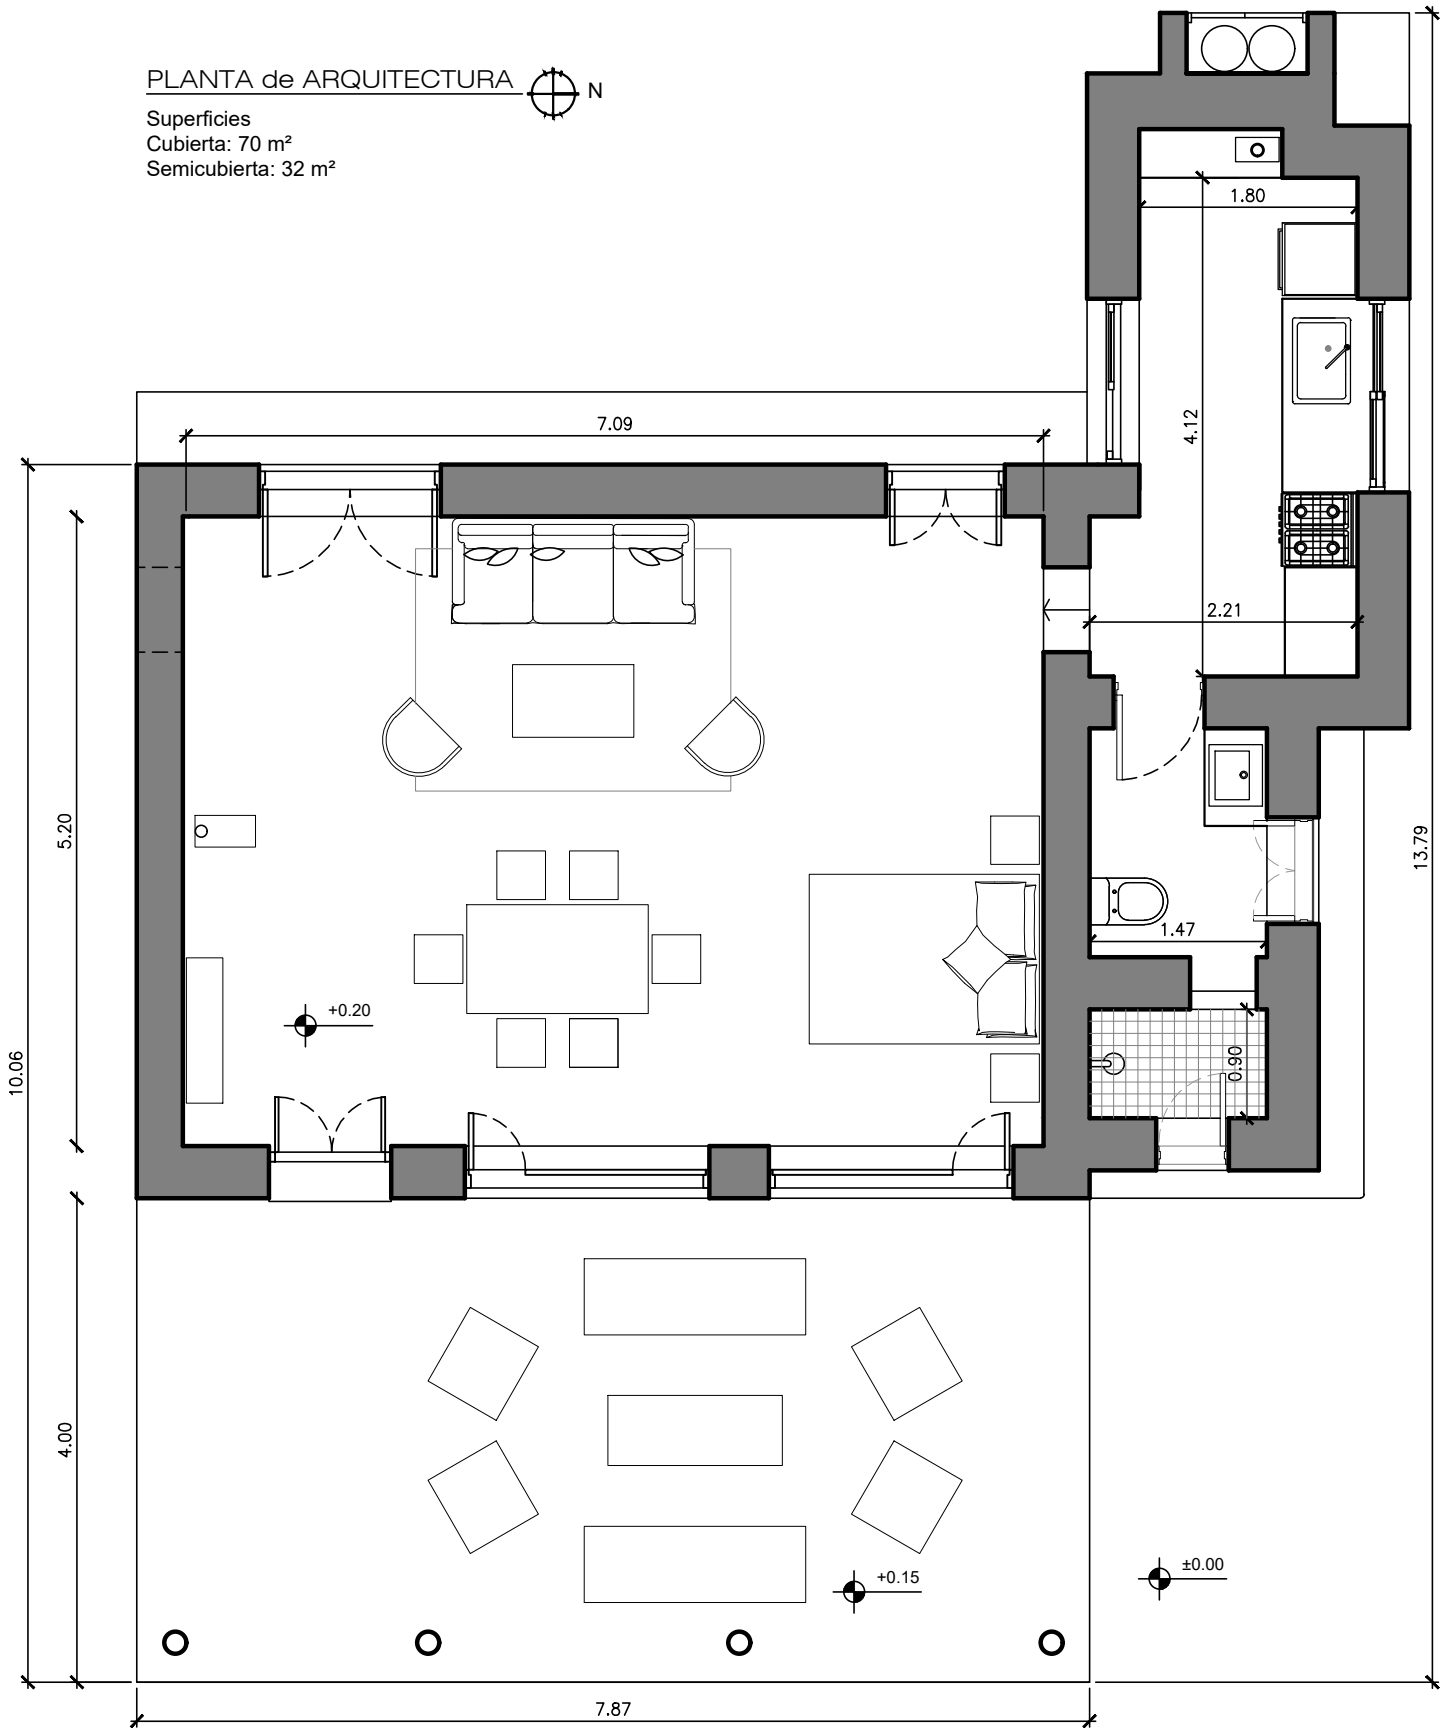 PLANTA de ARQUITECTURA
N
Superficies
Cubierta: 70 m²
Semicubierta: 32 m²
1.80
7.09
4.12
2.21
5.20
13.79
1.47
+0.20
10.06
0.90
4.00
+0.15
±0.00
7.87